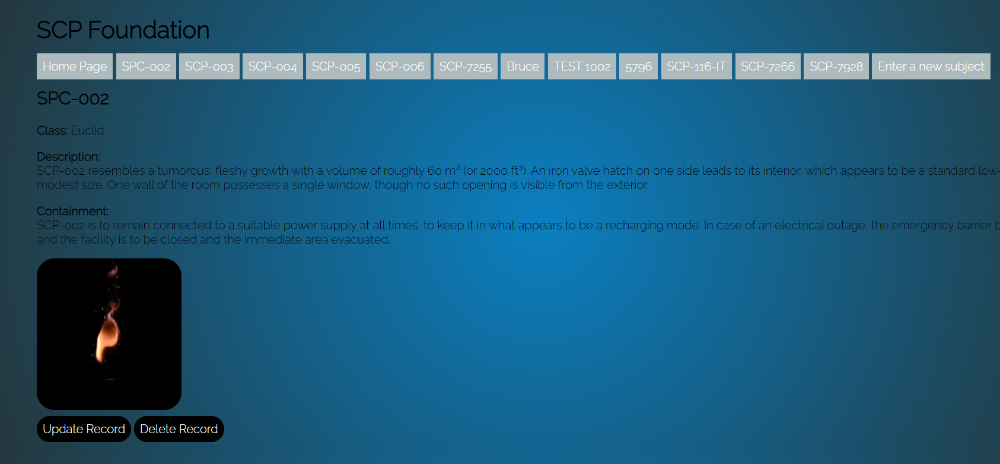 SCP Foundation
Home Page SPC-002 SCP-003 SCP-004 SCP-005 SCP-006 SCP-7255 Bruce TEST 1002 5796 SCP-116-IT SCP-7266 SCP-7928 Enter a new subject
SPC-002
Class: Euclid
Description:
SCP-002 resembles a tumorous, fleshy growth with a volume of roughly 60 m³ (or 2000 ft³). An iron valve hatch on one side leads to its interior, which appears to be a standard low-
modest size. One wall of the room possesses a single window, though no such opening is visible from the exterior.
Containment:
SCP-002 is to remain connected to a suitable power supply at all times, to keep it in what appears to be a recharging mode. In case of an electrical outage, the emergency barrier
and the facility is to be closed and the immediate area evacuated.
Update Record Delete Record